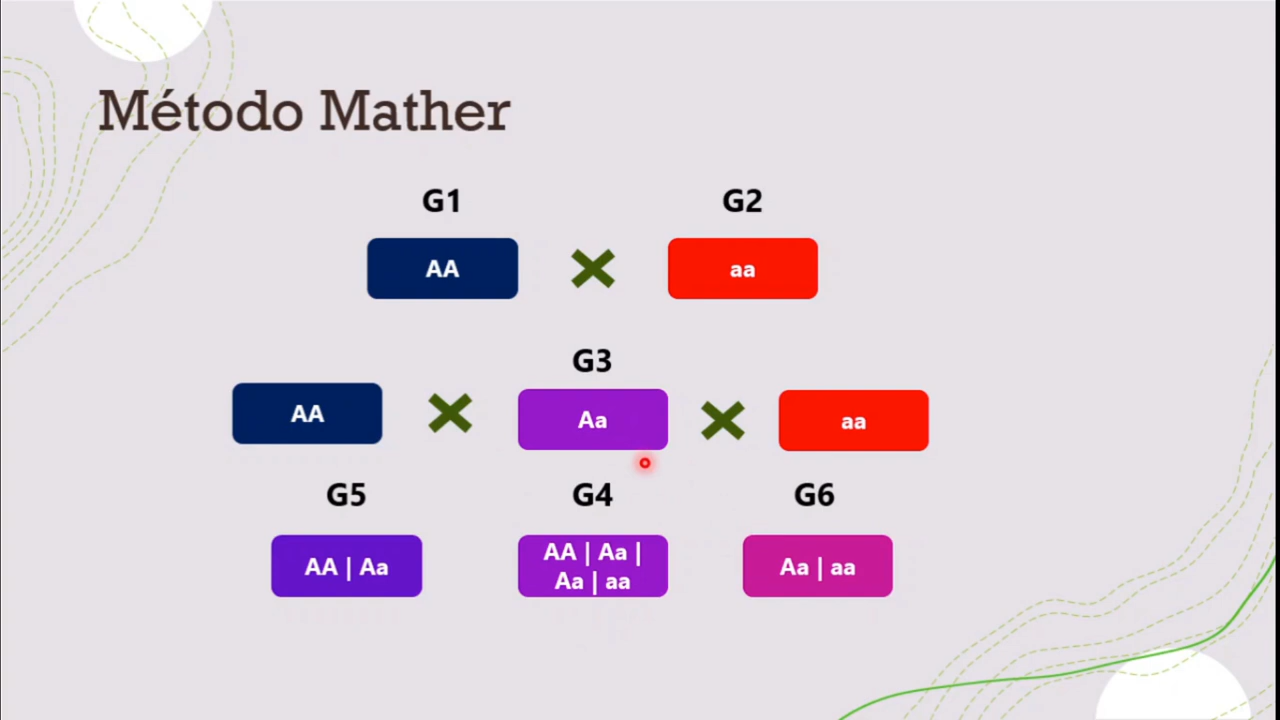 Método Mather
G1 G2
AA aa
G3
AA Aa aa
G5 G4 G6
AA | Aa
AA | Aa |
Aa | aa
Aa | aa